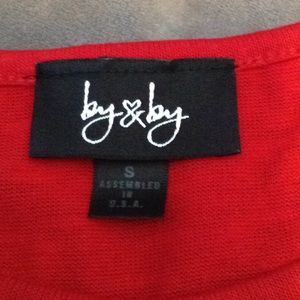 by & by
S
ASSEMBLED
IN
U.S.A.